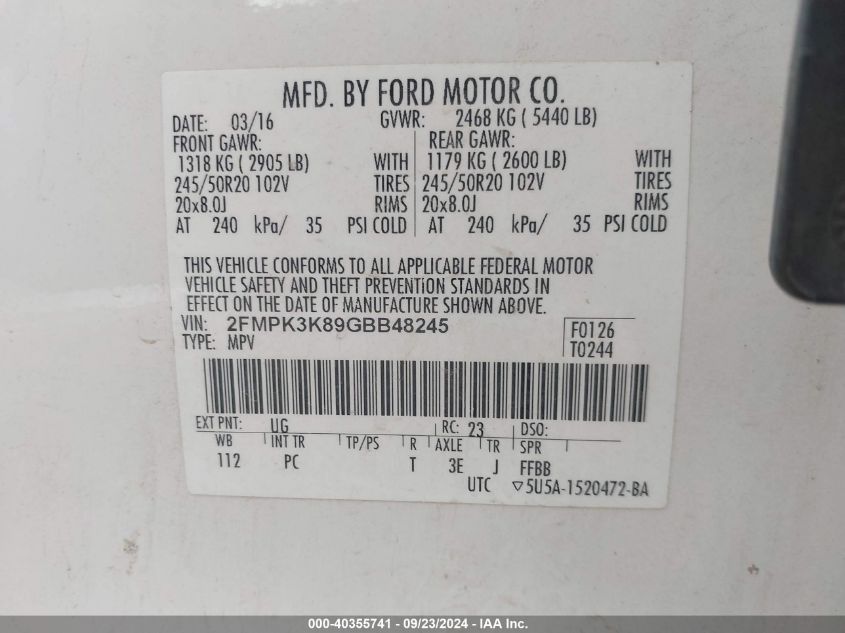 MFD. BY FORD MOTOR CO.
DATE: 03/16 GVWR: 2468 KG ( 5440 LB)
FRONT GAWR: REAR GAWR:
1318 KG ( 2905 LB) WITH 1179 KG ( 2600 LB) WITH
245/50R20 102V TIRES 245/50R20 102V TIRES
20x8.0J RIMS 20x8.0J RIMS
AT 240 kPa/ 35 PSI COLD AT 240 kPa/ 35 PSI COLD
THIS VEHICLE CONFORMS TO ALL APPLICABLE FEDERAL MOTOR
VEHICLE SAFETY AND THEFT PREVENTION STANDARDS IN
EFFECT ON THE DATE OF MANUFACTURE SHOWN ABOVE.
VIN: 2FMPK3K89GBB48245 F0126
TYPE: MPV T0244
EXT PNT: UG RC: 23 DSO:
WB INT TR TP/PS R AXLE TR SPR
112 PC T 3E J FFBB
UTC ▽5U5A-1520472-BA
000-40355741 - 09/23/2024 - IAA Inc.